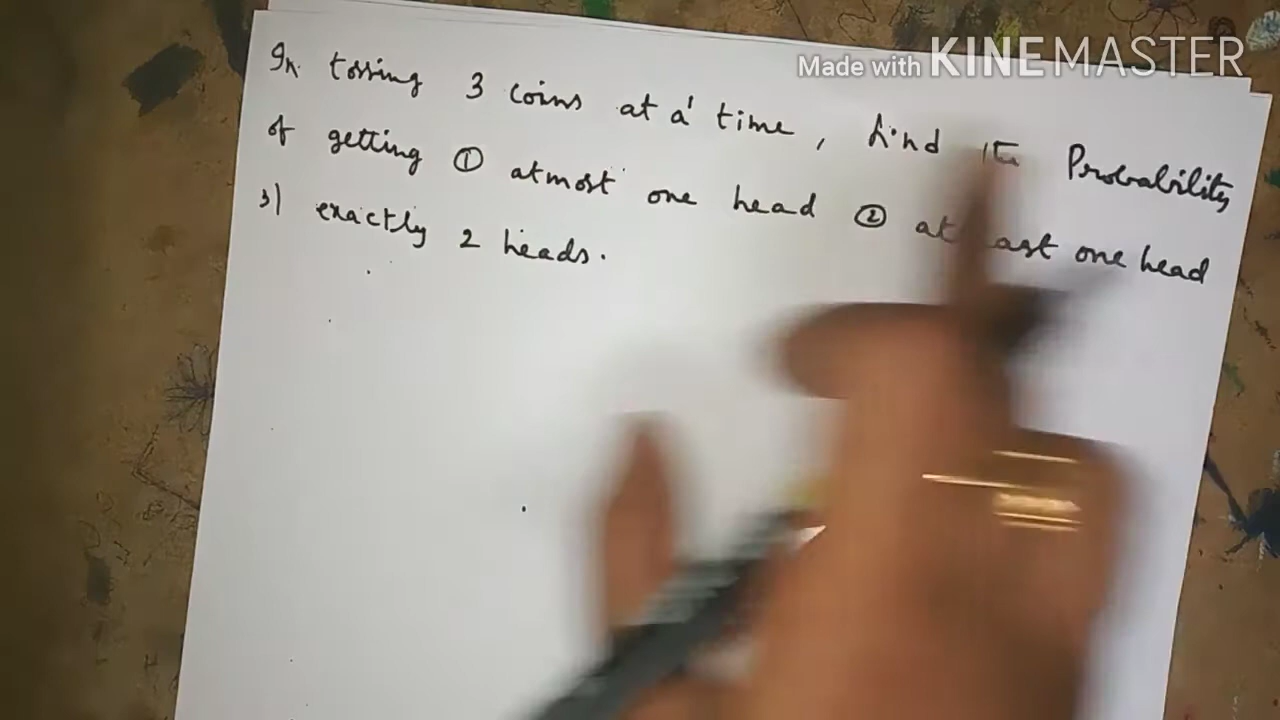 Made with KINEMASTER
In tossing 3 coins at a time, find the Probability
of getting ① atmost one head ② at least one head
3) exactly 2 heads.